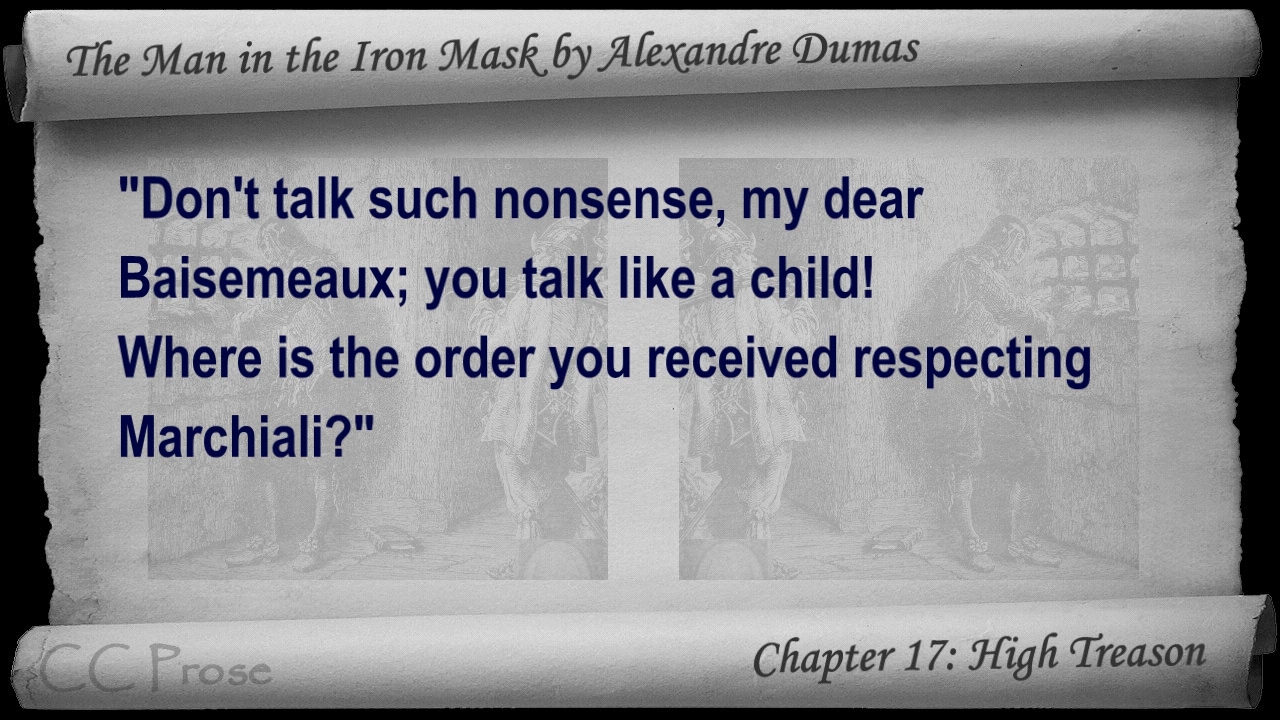 The Man in the Iron Mask by Alexandre Dumas
"Don't talk such nonsense, my dear
Baisemeaux; you talk like a child!
Where is the order you received respecting
Marchiali?"
CC Prose
Chapter 17: High Treason